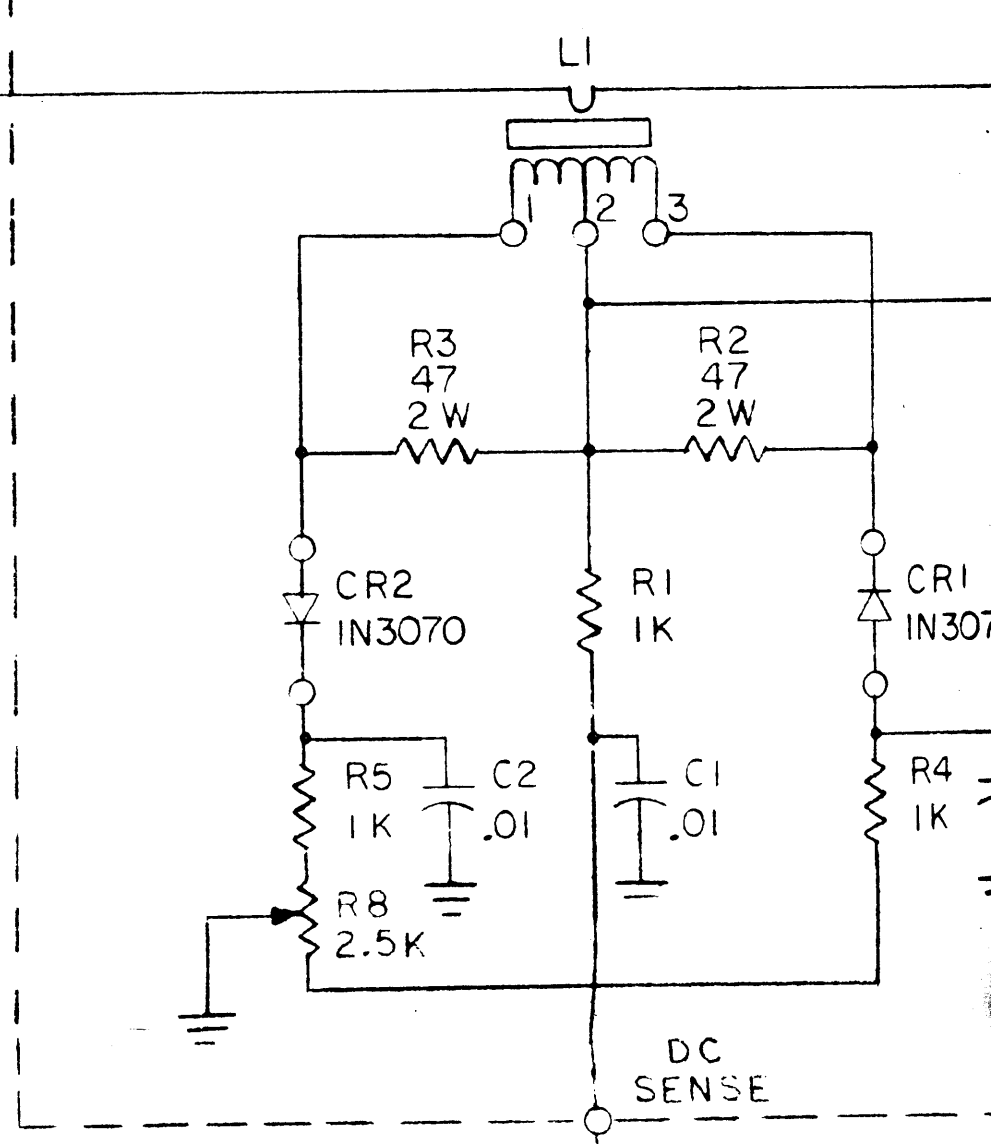 L1
1
2
3
R3
47
2 W
R2
47
2 W
CR2
IN3070
R1
1K
CR1
IN307
R5
1K
C2
.01
C1
.01
R4
1K
R8
2.5K
DC
SENSE